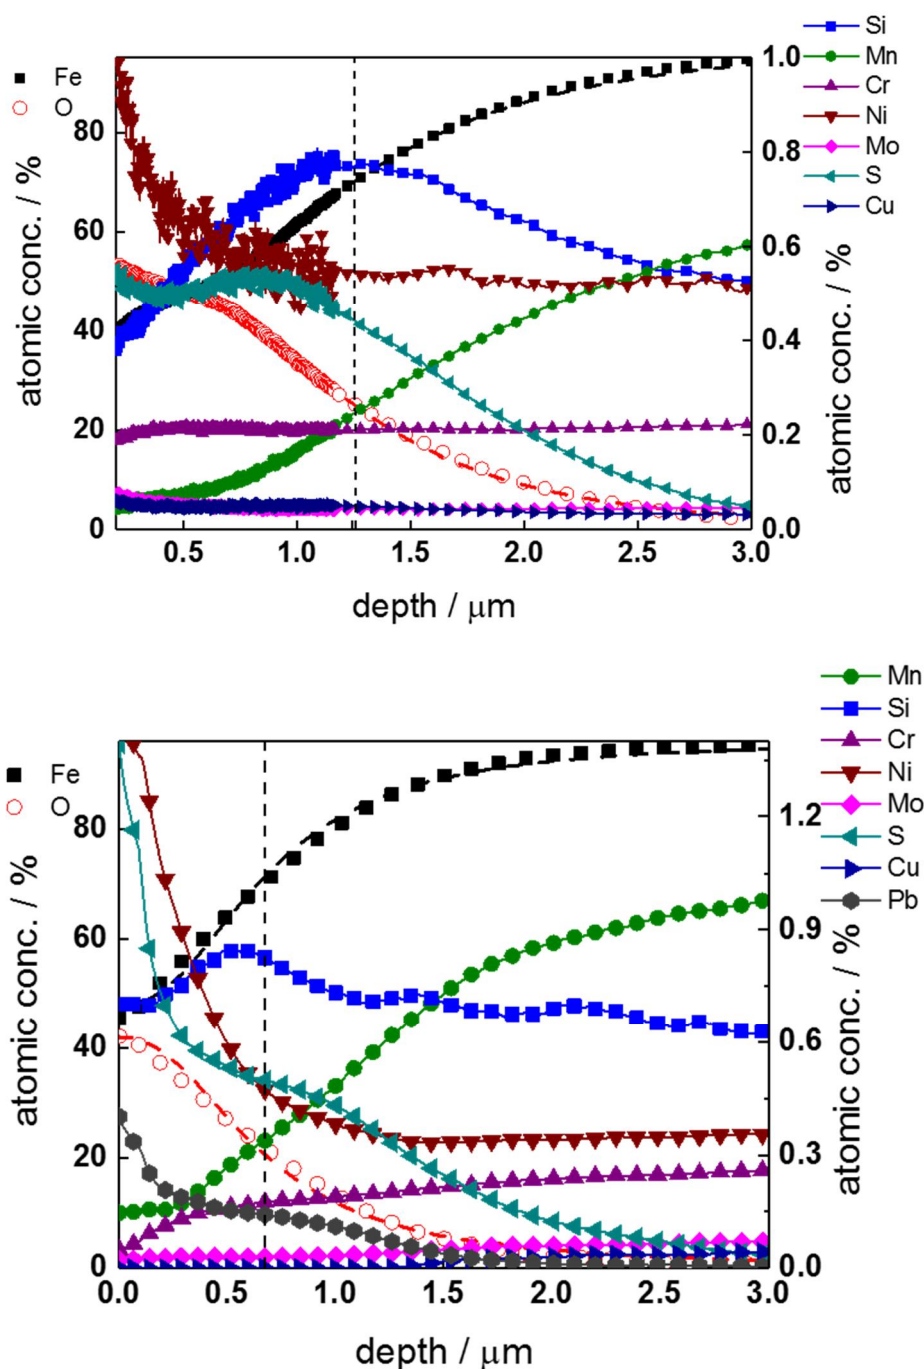 Si
Mn
Cr
Ni
Mo
S
Cu
Fe
O
atomic conc. / %
80
60
40
20
0
1.0
0.8
0.6
0.4
0.2
0.0
atomic conc. / %
0.5 1.0 1.5 2.0 2.5 3.0
depth / μm
Mn
Si
Cr
Ni
Mo
S
Cu
Pb
Fe
O
atomic conc. / %
80
60
40
20
0
1.2
0.9
0.6
0.3
0.0
atomic conc. / %
0.0 0.5 1.0 1.5 2.0 2.5 3.0
depth / μm